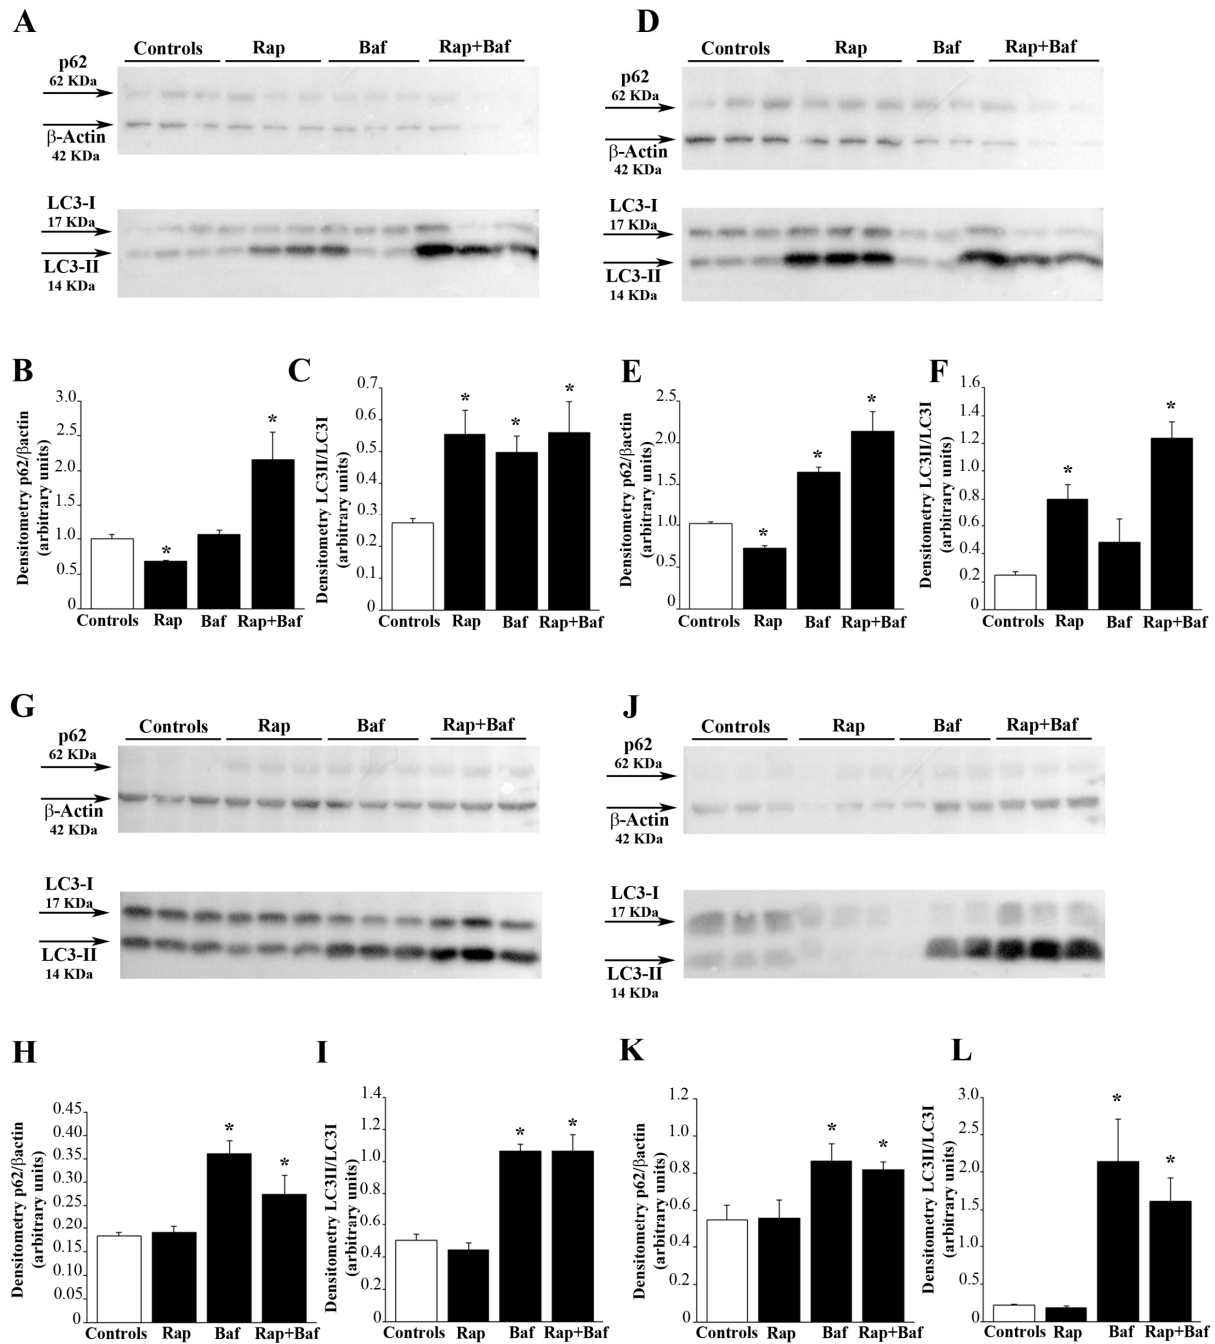 A
Controls Rap Baf Rap+Baf
p62
62 KDa
β-Actin
42 KDa
LC3-I
17 KDa
LC3-II
14 KDa
D
Controls Rap Baf Rap+Baf
p62
62 KDa
β-Actin
42 KDa
LC3-I
17 KDa
LC3-II
14 KDa
B
Densitometry p62/βactin
(arbitrary units)
3.0
2.5
2.0
1.5
1.0
0.5
0
*
*
Controls Rap Baf Rap+Baf
C
Densitometry LC3II/LC3I
(arbitrary units)
0.7
0.6
0.5
0.4
0.3
0.2
0.1
0
*
*
*
Controls Rap Baf Rap+Baf
E
Densitometry p62/βactin
(arbitrary units)
2.5
2.0
1.5
1.0
0.5
0
*
*
*
Controls Rap Baf Rap+Baf
F
Densitometry LC3II/LC3I
(arbitrary units)
1.6
1.4
1.2
1.0
0.8
0.6
0.4
0.2
0
*
*
Controls Rap Baf Rap+Baf
G
Controls Rap Baf Rap+Baf
p62
62 KDa
β-Actin
42 KDa
LC3-I
17 KDa
LC3-II
14 KDa
J
Controls Rap Baf Rap+Baf
p62
62 KDa
β-Actin
42 KDa
LC3-I
17 KDa
LC3-II
14 KDa
H
Densitometry p62/βactin
(arbitrary units)
0.45
0.40
0.35
0.30
0.25
0.20
0.15
0.10
0.05
0
*
*
Controls Rap Baf Rap+Baf
I
Densitometry LC3II/LC3I
(arbitrary units)
1.4
1.2
1.0
0.8
0.6
0.4
0.2
0
*
*
Controls Rap Baf Rap+Baf
K
Densitometry p62/βactin
(arbitrary units)
1.2
1.0
0.8
0.6
0.4
0.2
0
*
*
Controls Rap Baf Rap+Baf
L
Densitometry LC3II/LC3I
(arbitrary units)
3.0
2.5
2.0
1.5
1.0
0.5
0
*
*
Controls Rap Baf Rap+Baf